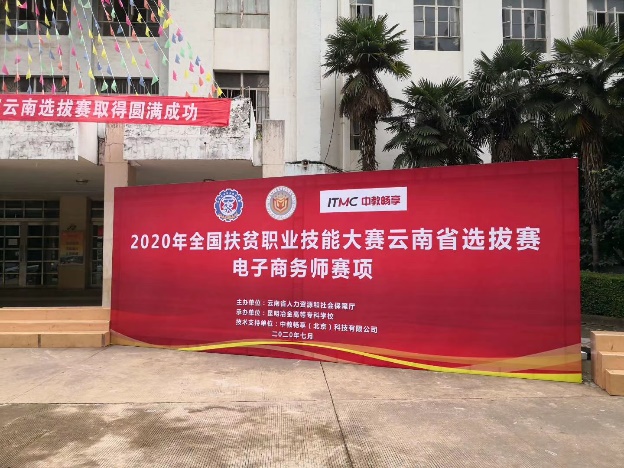 云南选拔赛取得圆满成功
ITMC 中教畅享
2020年全国扶贫职业技能大赛云南省选拔赛
电子商务师赛项
主办单位：云南省人力资源和社会保障厅
承办单位：昆明冶金高等专科学校
技术支持单位：中教畅享（北京）科技有限公司
二〇二〇年七月